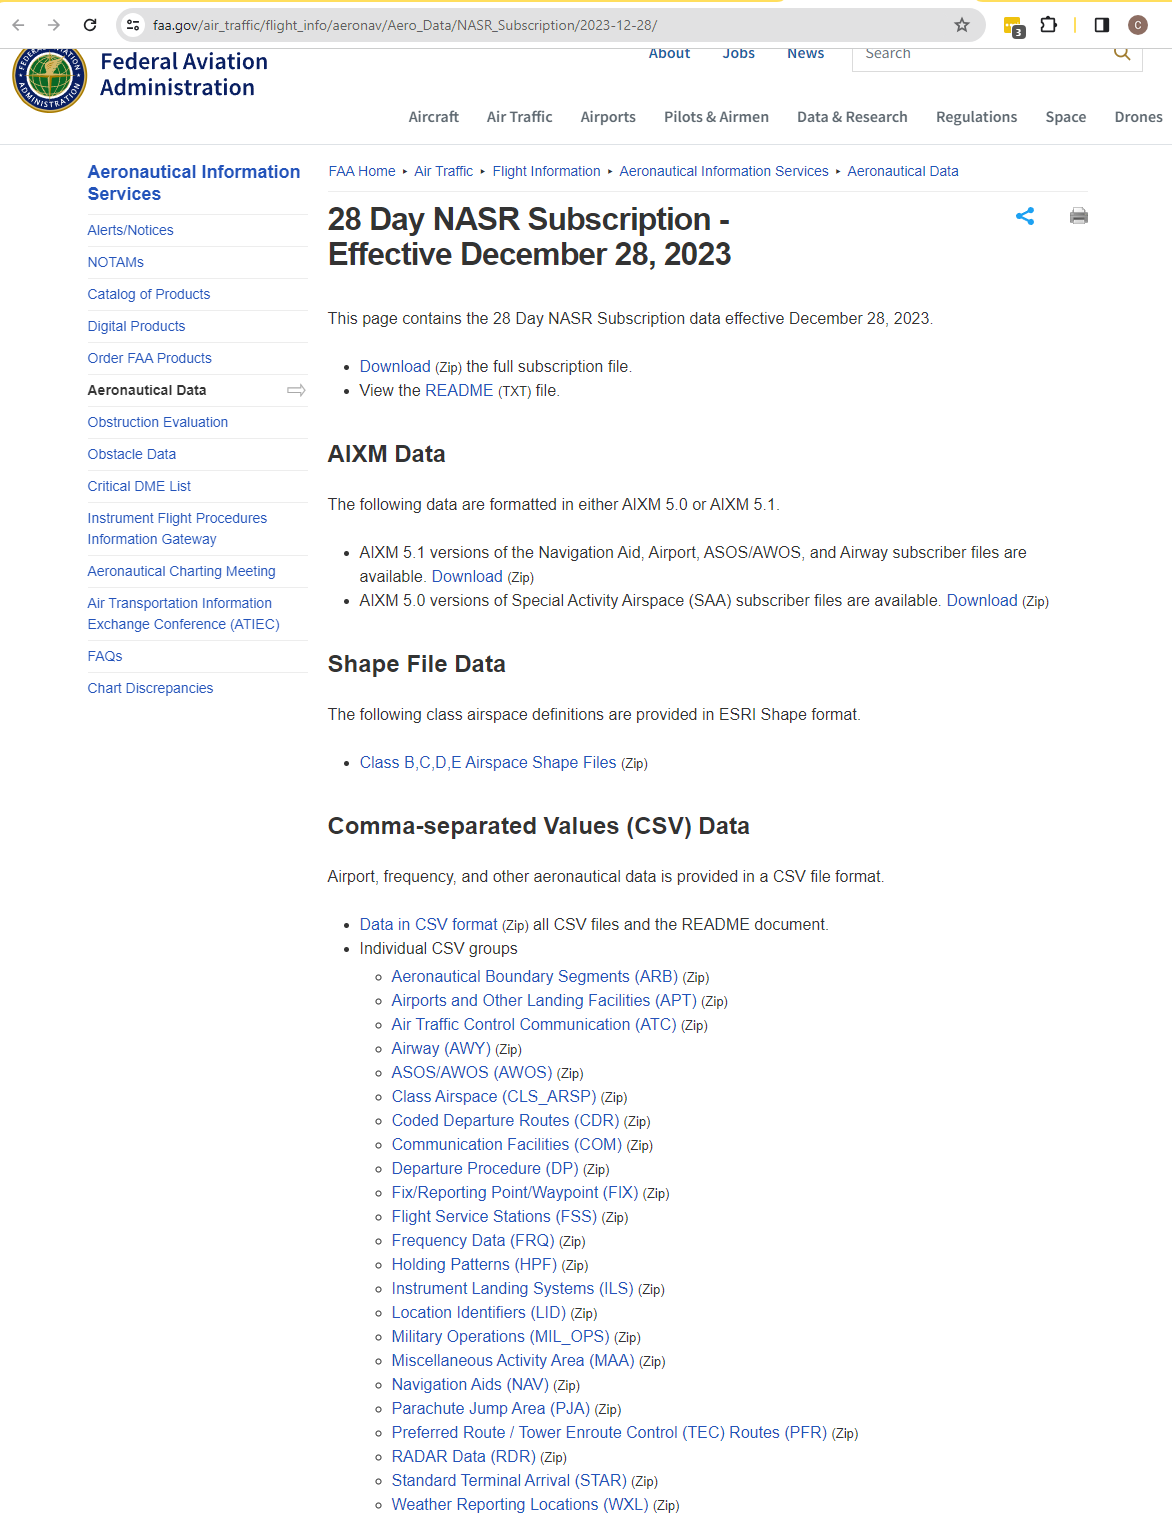 faa.gov/air_traffic/flight_info/aeronav/Aero_Data/NASR_Subscription/2023-12-28/
3
C
Federal Aviation
Administration
About Jobs News
Search
Aircraft Air Traffic Airports Pilots & Airmen Data & Research Regulations Space Drones
Aeronautical Information
Services
Alerts/Notices
NOTAMs
Catalog of Products
Digital Products
Order FAA Products
Aeronautical Data
Obstruction Evaluation
Obstacle Data
Critical DME List
Instrument Flight Procedures
Information Gateway
Aeronautical Charting Meeting
Air Transportation Information
Exchange Conference (ATIEC)
FAQs
Chart Discrepancies
FAA Home ‣ Air Traffic ‣ Flight Information ‣ Aeronautical Information Services ‣ Aeronautical Data
28 Day NASR Subscription -
Effective December 28, 2023
This page contains the 28 Day NASR Subscription data effective December 28, 2023.
• Download (Zip) the full subscription file.
• View the README (TXT) file.
AIXM Data
The following data are formatted in either AIXM 5.0 or AIXM 5.1.
• AIXM 5.1 versions of the Navigation Aid, Airport, ASOS/AWOS, and Airway subscriber files are
available. Download (Zip)
• AIXM 5.0 versions of Special Activity Airspace (SAA) subscriber files are available. Download (Zip)
Shape File Data
The following class airspace definitions are provided in ESRI Shape format.
• Class B,C,D,E Airspace Shape Files (Zip)
Comma-separated Values (CSV) Data
Airport, frequency, and other aeronautical data is provided in a CSV file format.
• Data in CSV format (Zip) all CSV files and the README document.
• Individual CSV groups
◦ Aeronautical Boundary Segments (ARB) (Zip)
◦ Airports and Other Landing Facilities (APT) (Zip)
◦ Air Traffic Control Communication (ATC) (Zip)
◦ Airway (AWY) (Zip)
◦ ASOS/AWOS (AWOS) (Zip)
◦ Class Airspace (CLS_ARSP) (Zip)
◦ Coded Departure Routes (CDR) (Zip)
◦ Communication Facilities (COM) (Zip)
◦ Departure Procedure (DP) (Zip)
◦ Fix/Reporting Point/Waypoint (FIX) (Zip)
◦ Flight Service Stations (FSS) (Zip)
◦ Frequency Data (FRQ) (Zip)
◦ Holding Patterns (HPF) (Zip)
◦ Instrument Landing Systems (ILS) (Zip)
◦ Location Identifiers (LID) (Zip)
◦ Military Operations (MIL_OPS) (Zip)
◦ Miscellaneous Activity Area (MAA) (Zip)
◦ Navigation Aids (NAV) (Zip)
◦ Parachute Jump Area (PJA) (Zip)
◦ Preferred Route / Tower Enroute Control (TEC) Routes (PFR) (Zip)
◦ RADAR Data (RDR) (Zip)
◦ Standard Terminal Arrival (STAR) (Zip)
◦ Weather Reporting Locations (WXL) (Zip)